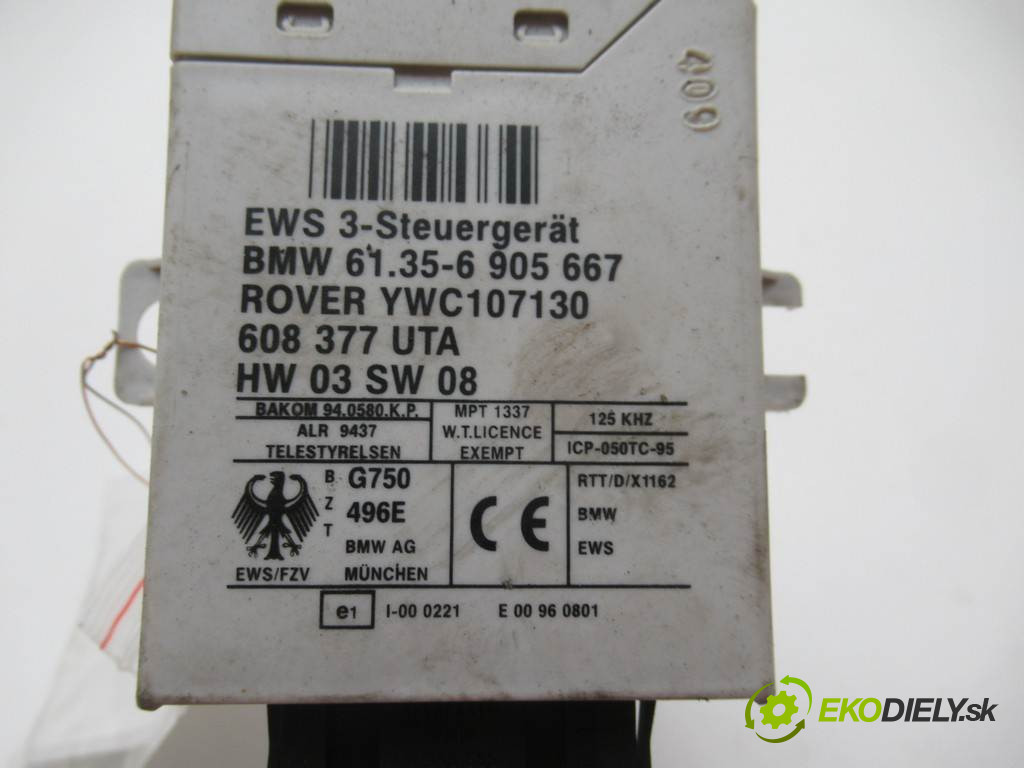 409
EWS 3-Steuergerät
BMW 61.35-6 905 667
ROVER YWC107130
608 377 UTA
HW 03 SW 08
BAKOM 94.0580.K.P.
ALR 9437
TELESTYRELSEN
MPT 1337
W.T.LICENCE
EXEMPT
125 KHZ
ICP-050TC-95
B G750
Z 496E
T BMW AG
EWS/FZV MÜNCHEN
CE
RTT/D/X1162
BMW
EWS
e1 I-00 0221 E 00 96 0801
EKODIELY.sk